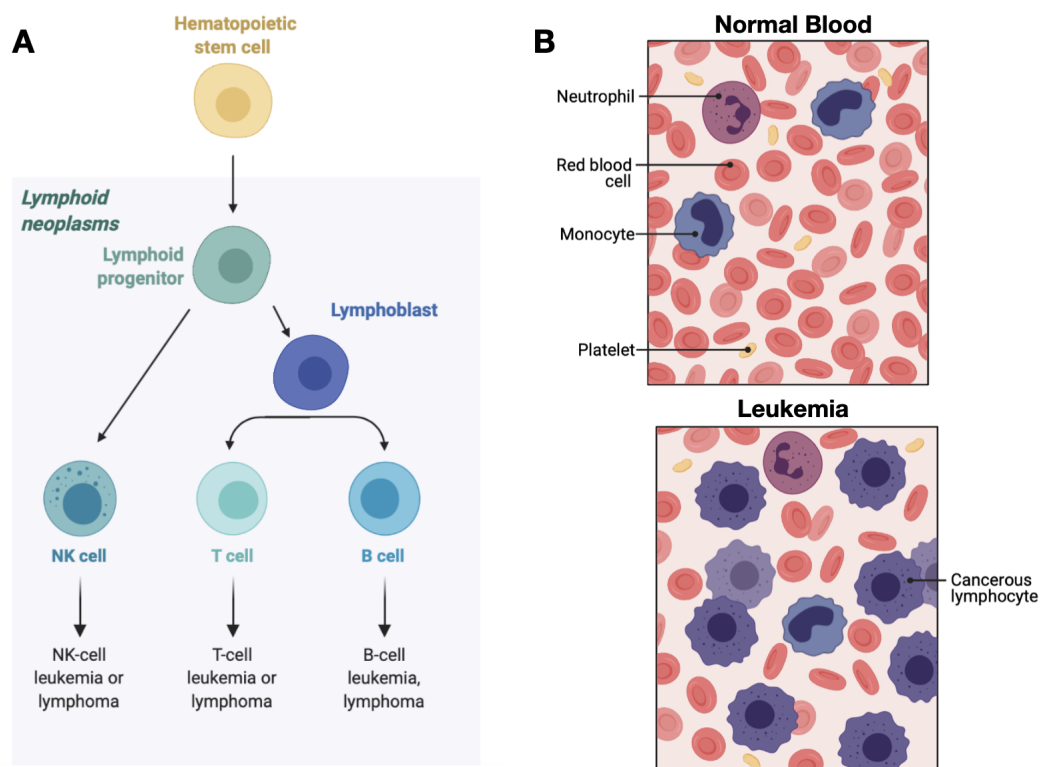 A
Hematopoietic
stem cell
Lymphoid
neoplasms
Lymphoid
progenitor
Lymphoblast
NK cell
T cell
B cell
NK-cell
leukemia or
lymphoma
T-cell
leukemia or
lymphoma
B-cell
leukemia,
lymphoma
B
Normal Blood
Neutrophil
Red blood
cell
Monocyte
Platelet
Leukemia
Cancerous
lymphocyte